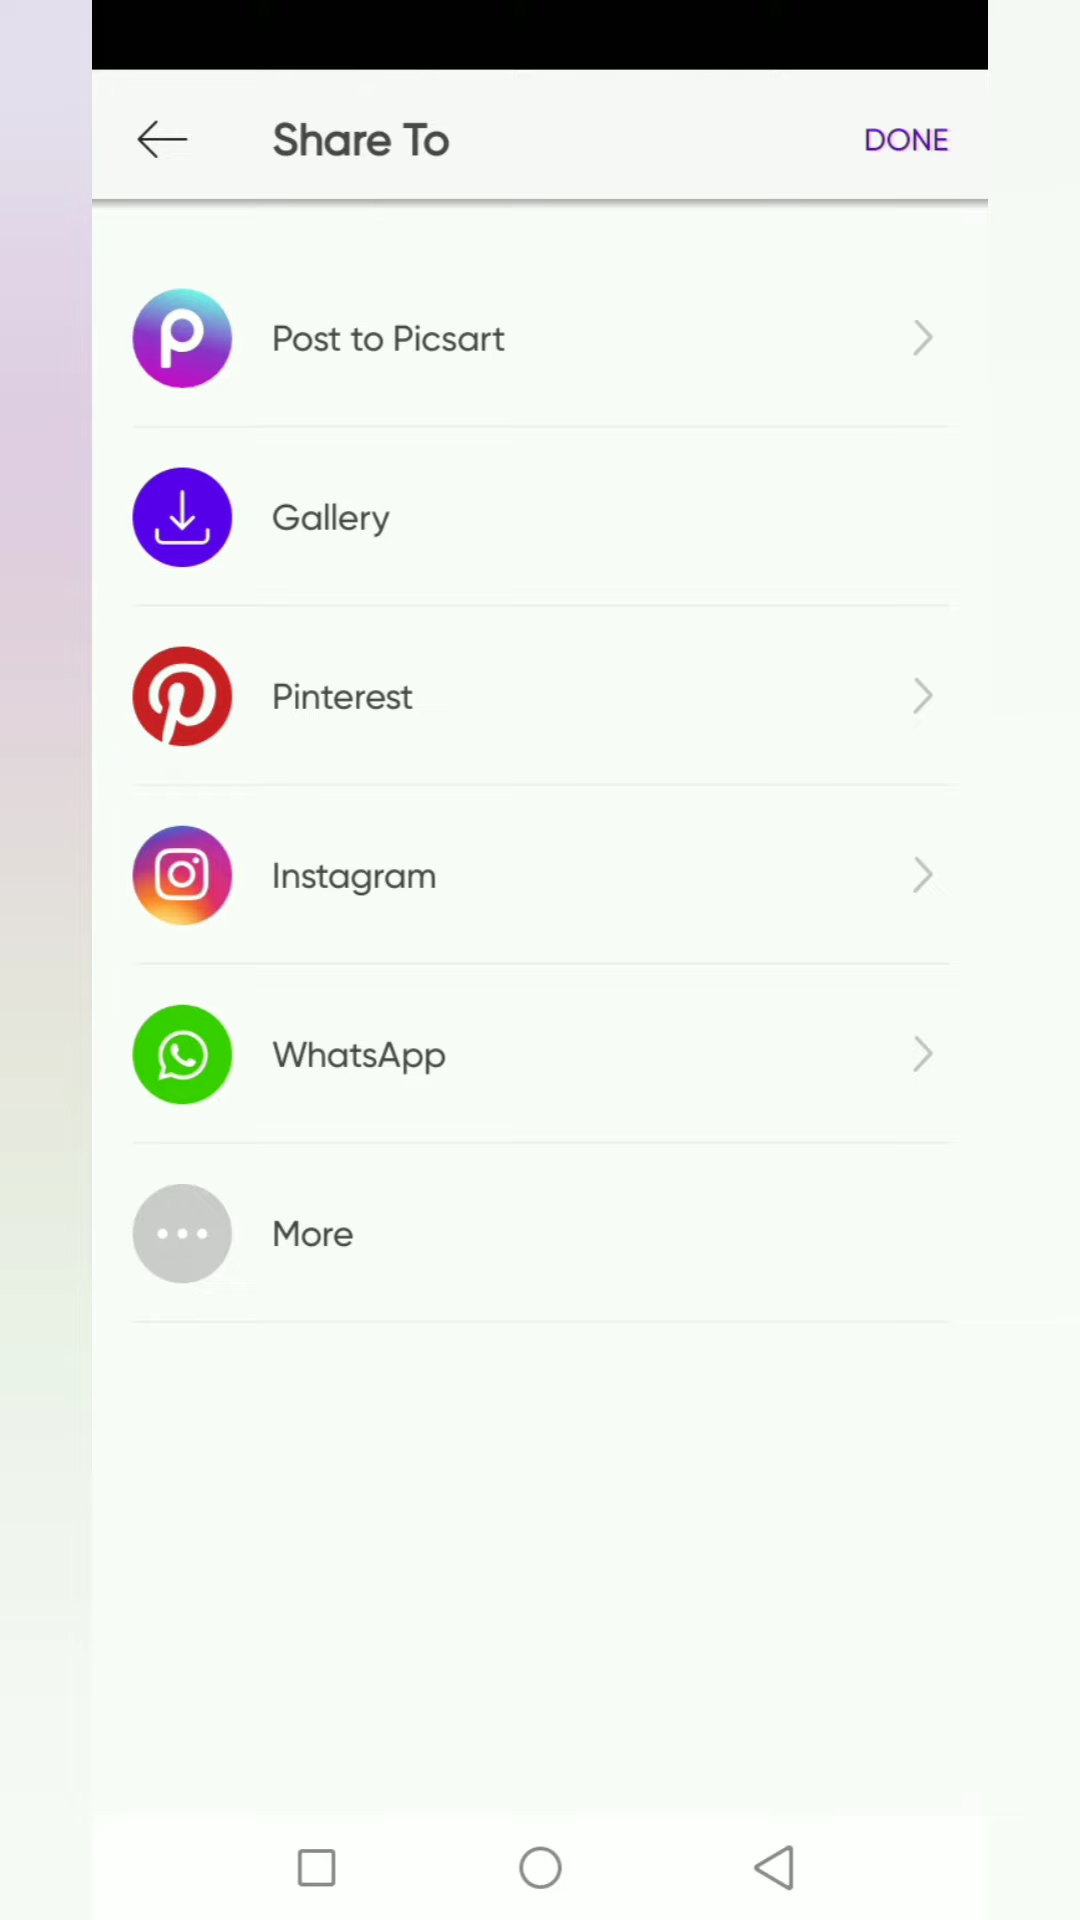 Share To
DONE
Post to Picsart
Gallery
Pinterest
Instagram
WhatsApp
More